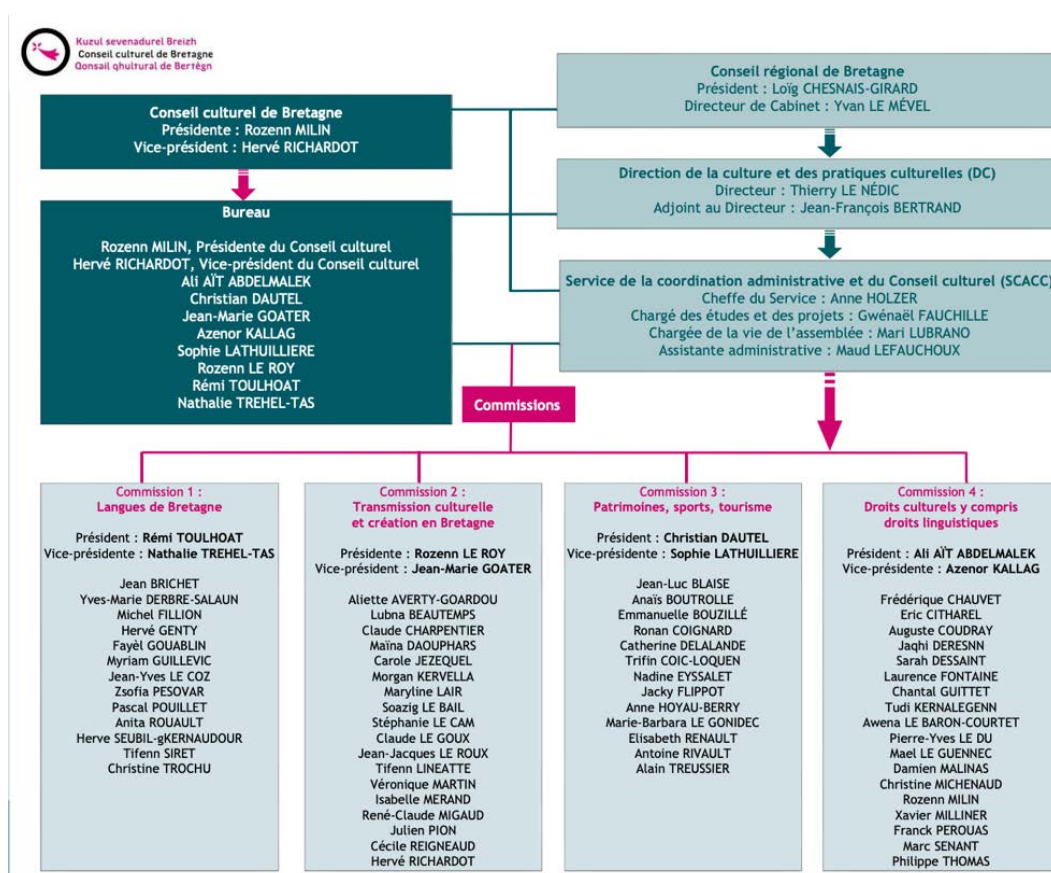 Kuzul sevenadurel Breizh
Conseil culturel de Bretagne
Qonsail qhultural de Bertègn
Conseil culturel de Bretagne
Présidente : Rozenn MILIN
Vice-président : Hervé RICHARDOT
Bureau
Rozenn MILIN, Présidente du Conseil culturel
Hervé RICHARDOT, Vice-président du Conseil culturel
Ali AÏT ABDELMALEK
Christian DAUTEL
Jean-Marie GOATER
Azenor KALLAG
Sophie LATHUILLIERE
Rozenn LE ROY
Rémi TOULHOAT
Nathalie TREHEL-TAS
Conseil régional de Bretagne
Président : Loïg CHESNAIS-GIRARD
Directeur de Cabinet : Yvan LE MÉVEL
Direction de la culture et des pratiques culturelles (DC)
Directeur : Thierry LE NÉDIC
Adjoint au Directeur : Jean-François BERTRAND
Service de la coordination administrative et du Conseil culturel (SCACC)
Cheffe du Service : Anne HOLZER
Chargé des études et des projets : Gwénaël FAUCHILLE
Chargée de la vie de l'assemblée : Mari LUBRANO
Assistante administrative : Maud LEFAUCHOUX
Commissions
Commission 1 :
Langues de Bretagne
Président : Rémi TOULHOAT
Vice-présidente : Nathalie TREHEL-TAS
Jean BRICHET
Yves-Marie DERBRE-SALAUN
Michel FILLION
Hervé GENTY
Fayèl GOUABLIN
Myriam GUILLEVIC
Jean-Yves LE COZ
Zsofia PESOVAR
Pascal POUILLET
Anita ROUAULT
Herve SEUBIL-gKERNAUDOUR
Tifenn SIRET
Christine TROCHU
Commission 2 :
Transmission culturelle
et création en Bretagne
Présidente : Rozenn LE ROY
Vice-président : Jean-Marie GOATER
Aliette AVERTY-GOARDOU
Lubna BEAUTEMPS
Claude CHARPENTIER
Maïna DAOUPHARS
Carole JEZEQUEL
Morgan KERVELLA
Maryline LAIR
Soazig LE BAIL
Stéphanie LE CAM
Claude LE GOUX
Jean-Jacques LE ROUX
Tifenn LINEATTE
Véronique MARTIN
Isabelle MERAND
René-Claude MIGAUD
Julien PION
Cécile REIGNEAUD
Hervé RICHARDOT
Commission 3 :
Patrimoines, sports, tourisme
Président : Christian DAUTEL
Vice-présidente : Sophie LATHUILLIERE
Jean-Luc BLAISE
Anaïs BOUTROLLE
Emmanuelle BOUZILLÉ
Ronan COIGNARD
Catherine DELALANDE
Trifin COIC-LOQUEN
Nadine EYSSALET
Jacky FLIPPOT
Anne HOYAU-BERRY
Marie-Barbara LE GONIDEC
Elisabeth RENAULT
Antoine RIVAULT
Alain TREUSSIER
Commission 4 :
Droits culturels y compris
droits linguistiques
Président : Ali AÏT ABDELMALEK
Vice-présidente : Azenor KALLAG
Frédérique CHAUVET
Eric CITHAREL
Auguste COUDRAY
Jaqhi DERESNN
Sarah DESSAINT
Laurence FONTAINE
Chantal GUITTET
Tudi KERNALEGENN
Awena LE BARON-COURTET
Pierre-Yves LE DU
Mael LE GUENNEC
Damien MALINAS
Christine MICHENAUD
Rozenn MILIN
Xavier MILLINER
Franck PEROUAS
Marc SENANT
Philippe THOMAS